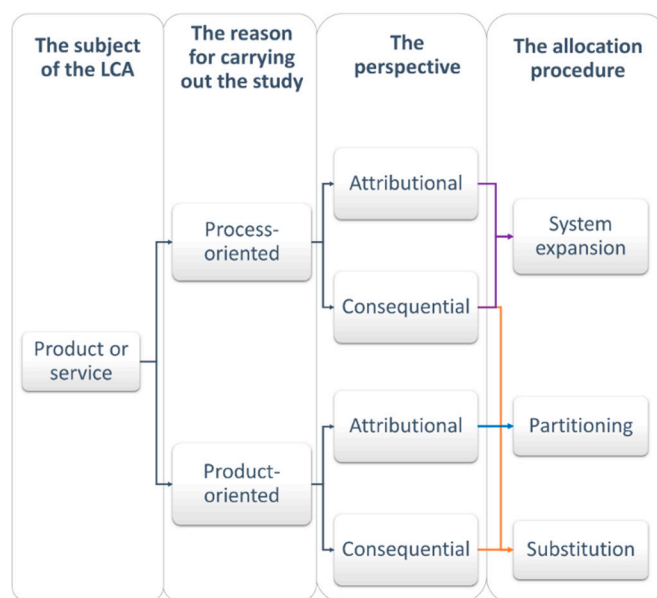 The subject
of the LCA
The reason
for carrying
out the study
The
perspective
The allocation
procedure
Product or
service
Process-
oriented
Product-
oriented
Attributional
Consequential
Attributional
Consequential
System
expansion
Partitioning
Substitution